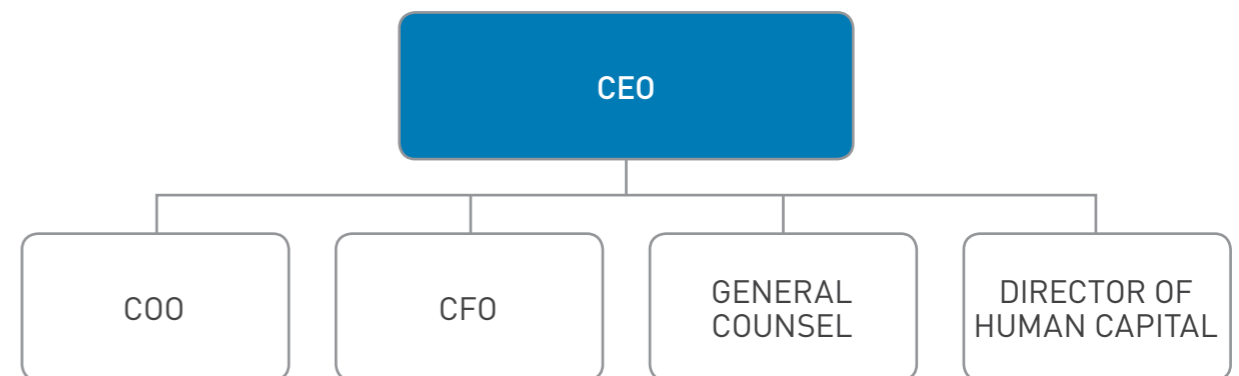 CEO
COO
CFO
GENERAL
COUNSEL
DIRECTOR OF
HUMAN CAPITAL